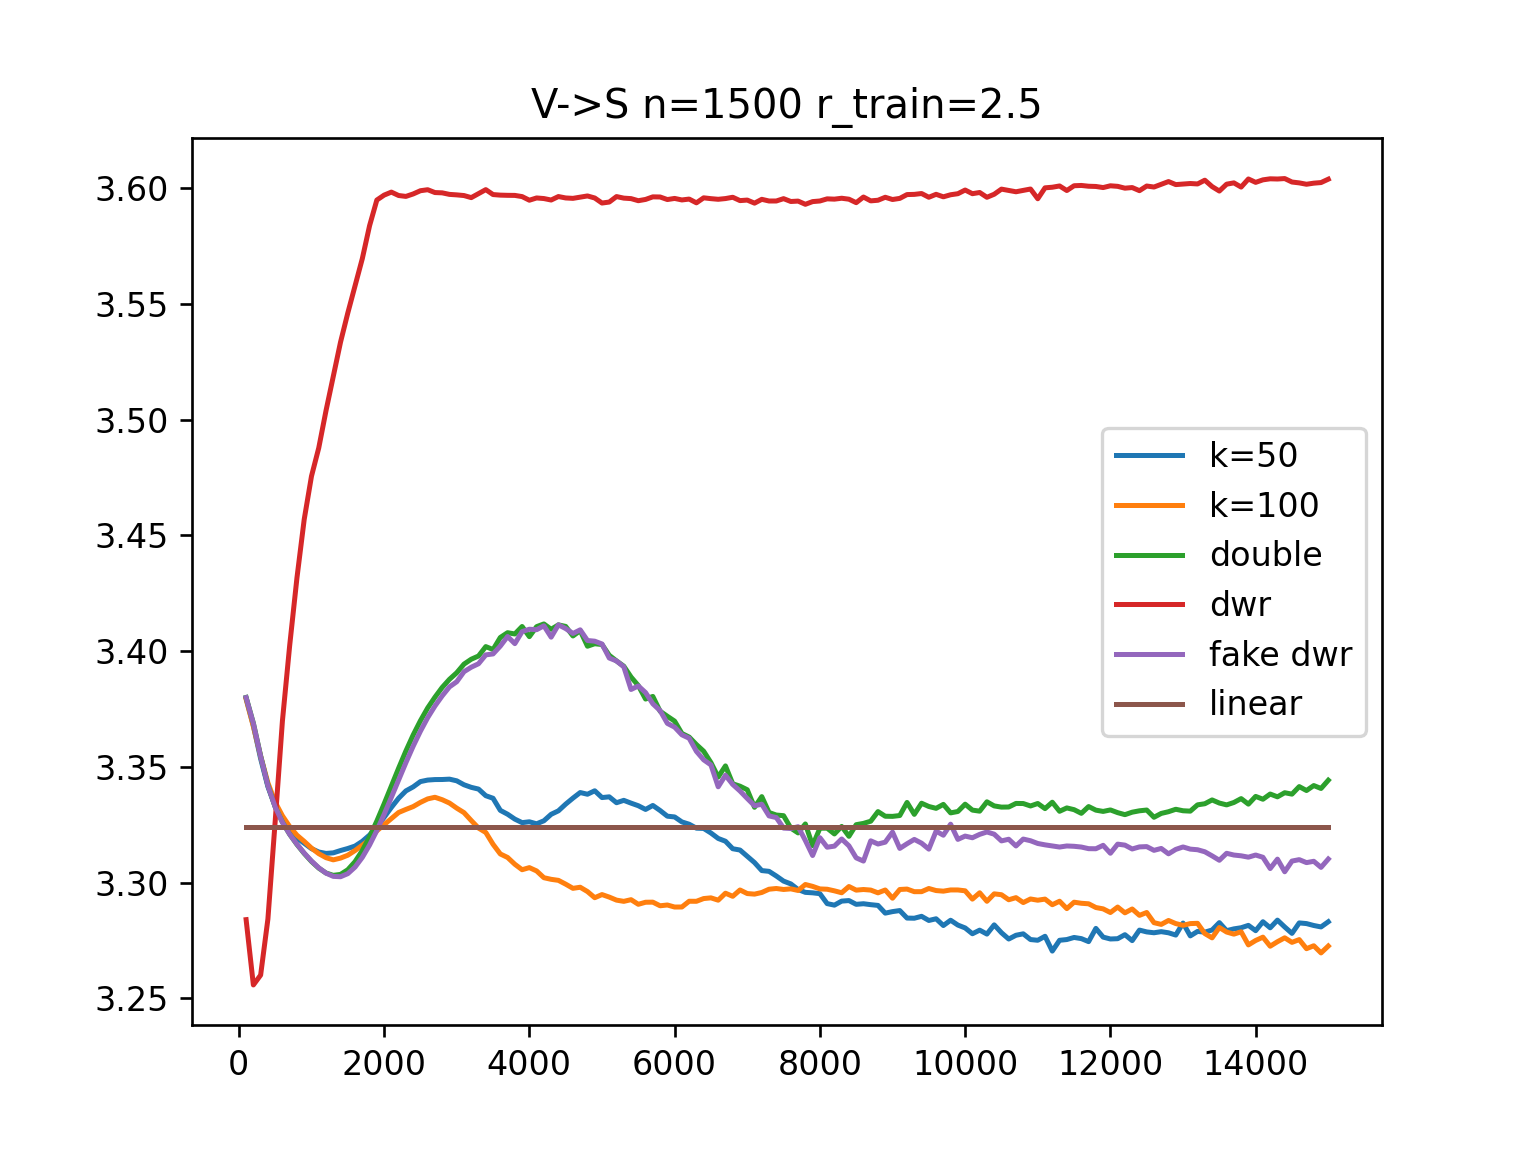 V->S n=1500 r_train=2.5
3.60
3.55
3.50
3.45
3.40
3.35
3.30
3.25
k=50
k=100
double
dwr
fake dwr
linear
0 2000 4000 6000 8000 10000 12000 14000